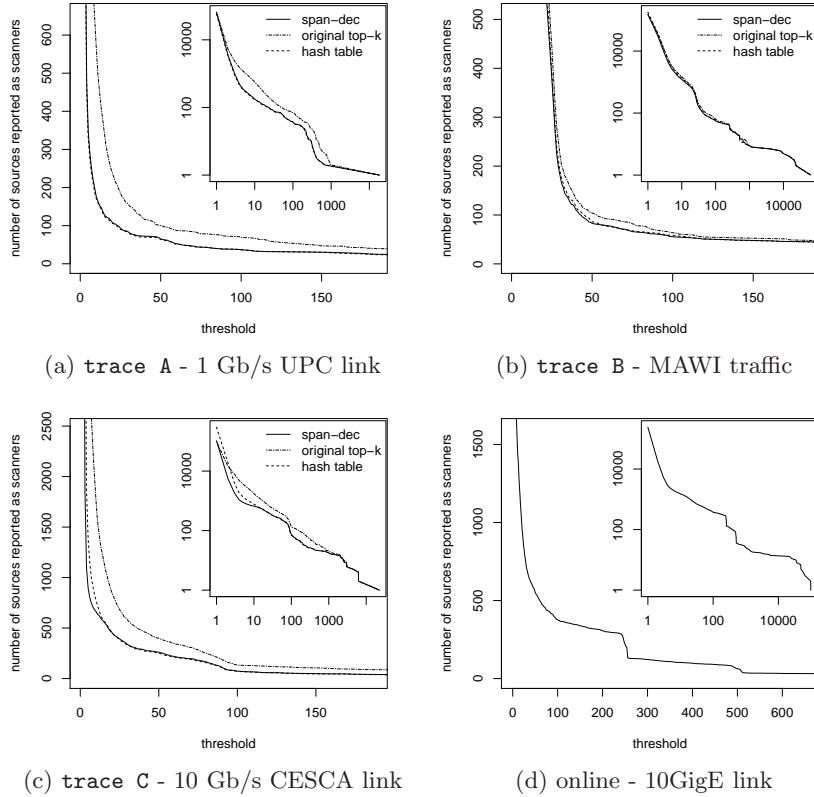 number of sources reported as scanners
0 100 200 300 400 500 600
0 50 100 150
threshold
1 100 10000
1 10 100 1000
span-dec
original top-k
hash table
(a) trace A - 1 Gb/s UPC link
number of sources reported as scanners
0 100 200 300 400 500
0 50 100 150
threshold
1 100 10000
1 10 100 10000
span-dec
original top-k
hash table
(b) trace B - MAWI traffic
number of sources reported as scanners
0 500 1000 1500 2000 2500
0 50 100 150
threshold
1 100 10000
1 10 100 1000
span-dec
original top-k
hash table
(c) trace C - 10 Gb/s CESCA link
number of sources reported as scanners
0 500 1000 1500
0 100 200 300 400 500 600
threshold
1 100 10000
1 100 10000
(d) online - 10GigE link